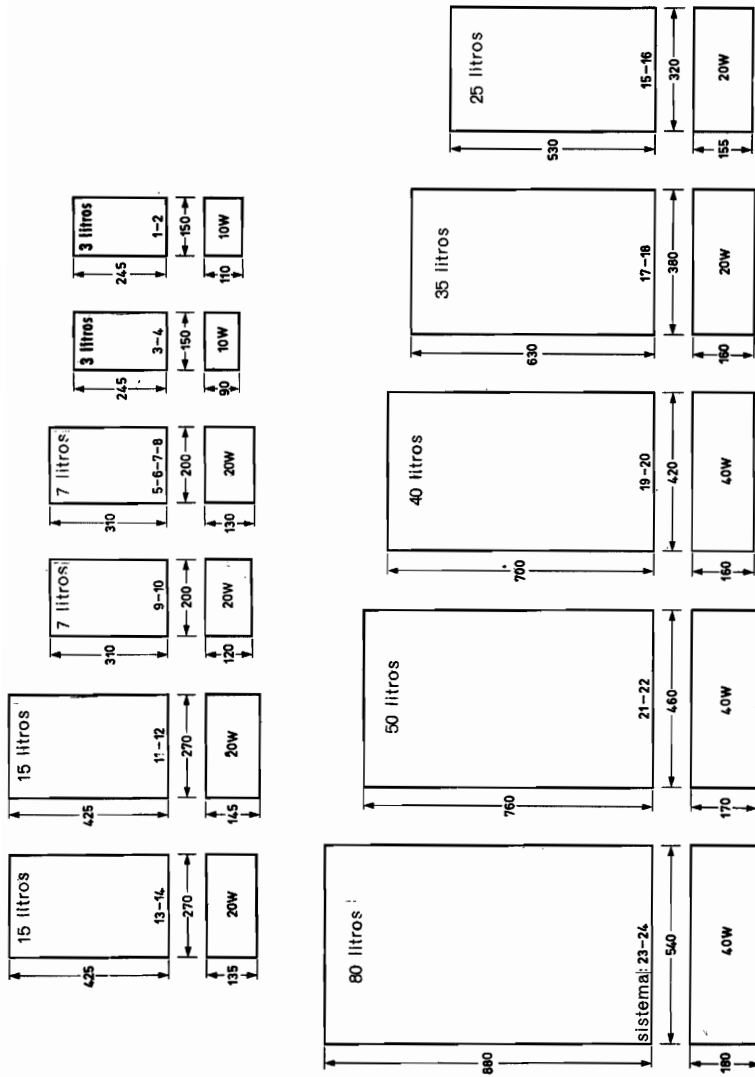 15 litros
425
13-14
270
20W
135
15 litros
425
11-12
270
20W
145
7 litros
310
9-10
200
20W
120
7 litros
310
5-6-7-8
200
20W
130
3 litros
245
3-4
150
10W
90
3 litros
245
1-2
150
10W
110
80 litros
880
sistema: 23-24
540
40W
180
50 litros
760
21-22
460
40W
170
40 litros
700
19-20
420
40W
160
35 litros
630
17-18
380
20W
160
25 litros
530
15-16
320
20W
155